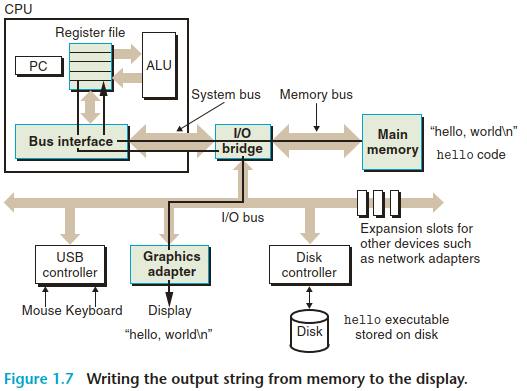 CPU
Register file
PC
ALU
System bus
Memory bus
Bus interface
I/O
bridge
Main
memory
"hello, world\n"
hello code
I/O bus
Expansion slots for
other devices such
as network adapters
USB
controller
Graphics
adapter
Disk
controller
Mouse Keyboard
Display
"hello, world\n"
Disk
hello executable
stored on disk
Figure 1.7 Writing the output string from memory to the display.